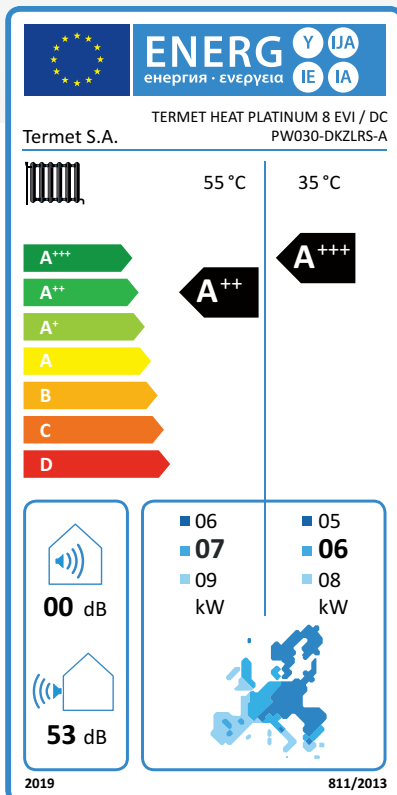 ENERG
енергия · ενεργεια
Y IJA
IE IA
TERMET HEAT PLATINUM 8 EVI / DC
Termet S.A. PW030-DKZLRS-A
55 °C 35 °C
A+++
A++
A+
A
B
C
D
A++
A+++
00 dB
53 dB
06
07
09
kW
05
06
08
kW
2019 811/2013